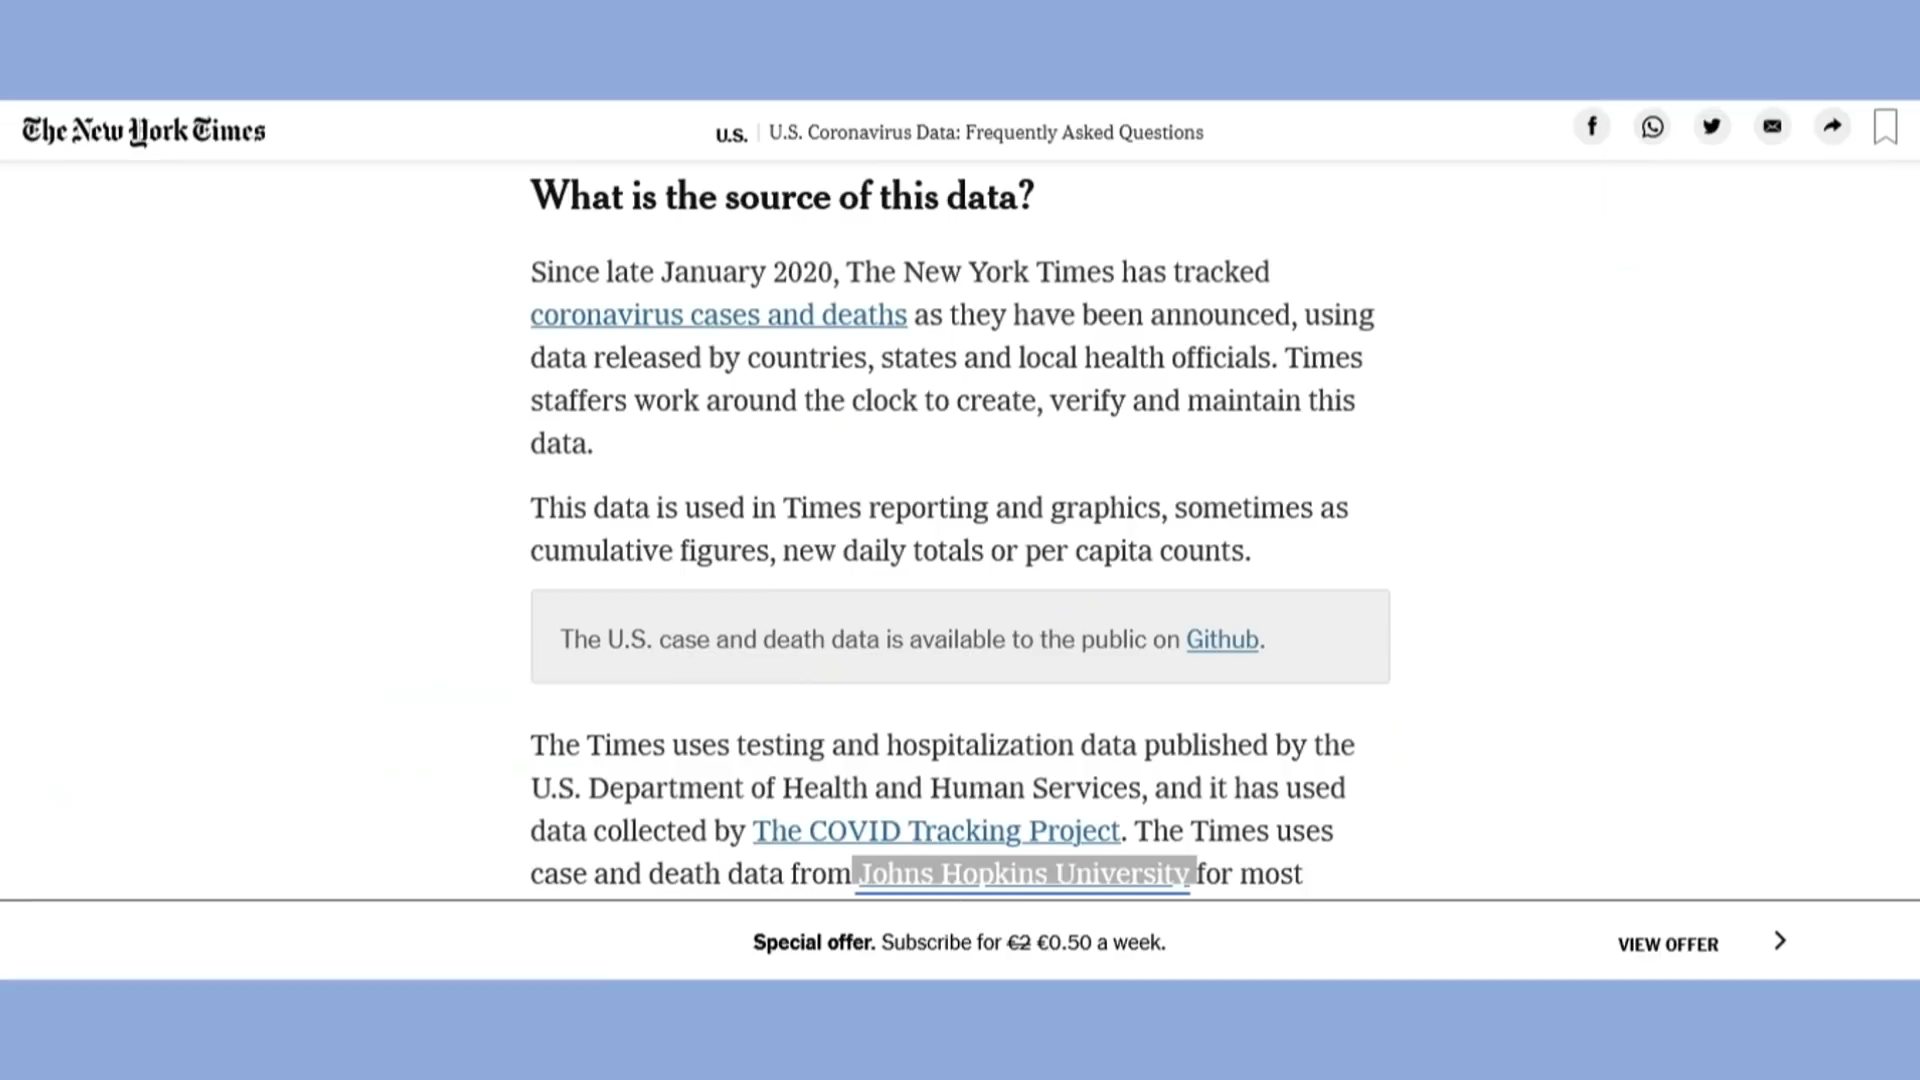 The New York Times
U.S. U.S. Coronavirus Data: Frequently Asked Questions
What is the source of this data?
Since late January 2020, The New York Times has tracked
coronavirus cases and deaths as they have been announced, using
data released by countries, states and local health officials. Times
staffers work around the clock to create, verify and maintain this
data.
This data is used in Times reporting and graphics, sometimes as
cumulative figures, new daily totals or per capita counts.
The U.S. case and death data is available to the public on Github.
The Times uses testing and hospitalization data published by the
U.S. Department of Health and Human Services, and it has used
data collected by The COVID Tracking Project. The Times uses
case and death data from Johns Hopkins University for most
Special offer. Subscribe for €2 €0.50 a week.
VIEW OFFER